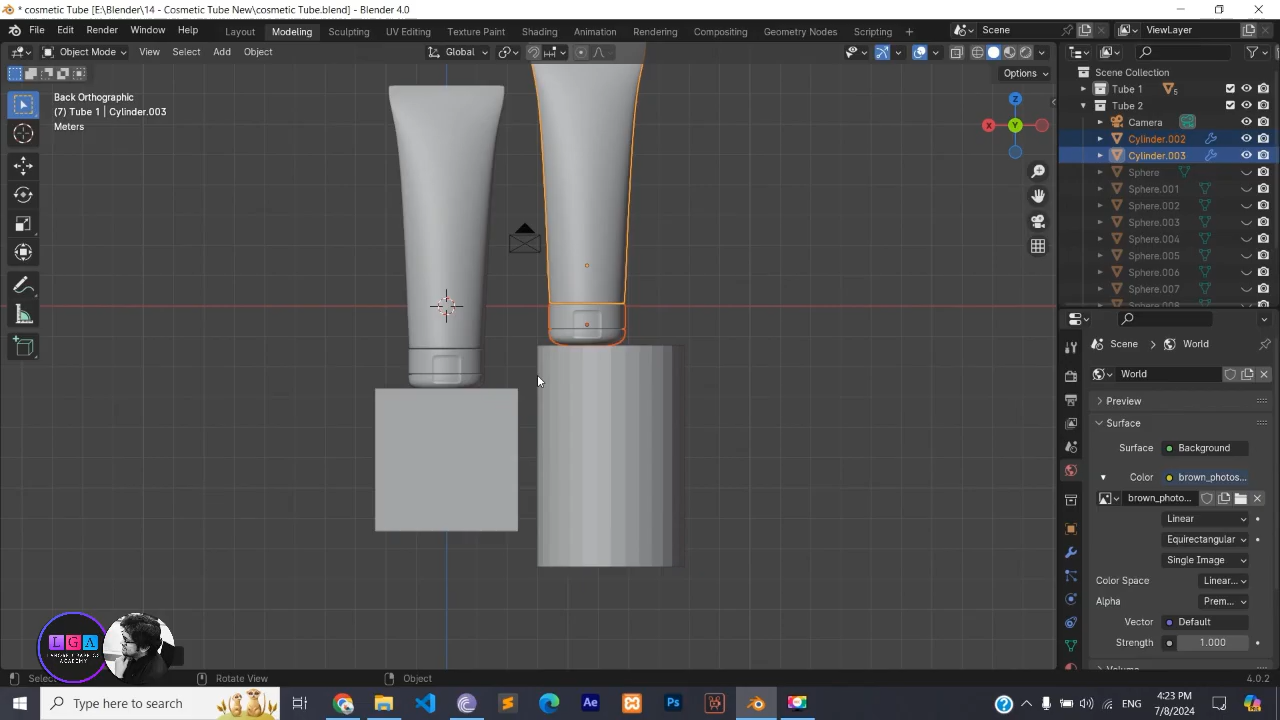 * cosmetic Tube [E:\Blender\14 - Cosmetic Tube New\cosmetic Tube.blend] - Blender 4.0
File Edit Render Window Help Layout Modeling Sculpting UV Editing Texture Paint Shading Animation Rendering Compositing Geometry Nodes Scripting + Scene ViewLayer
Object Mode View Select Add Object Global
Options
Back Orthographic
(7) Tube 1 | Cylinder.003
Meters
Z
X
Y
Scene Collection
Tube 1 5
Tube 2
Camera
Cylinder.002
Cylinder.003
Sphere
Sphere.001
Sphere.002
Sphere.003
Sphere.004
Sphere.005
Sphere.006
Sphere.007
Scene > World
World
Preview
Surface
Surface Background
Color brown_photos...
brown_photo...
Linear
Equirectangular
Single Image
Color Space Linear...
Alpha Prem...
Vector Default
Strength 1.000
LGA
ACADEMY
Select Rotate View Object 4.0.2
Type here to search
ENG
4:23 PM
7/8/2024